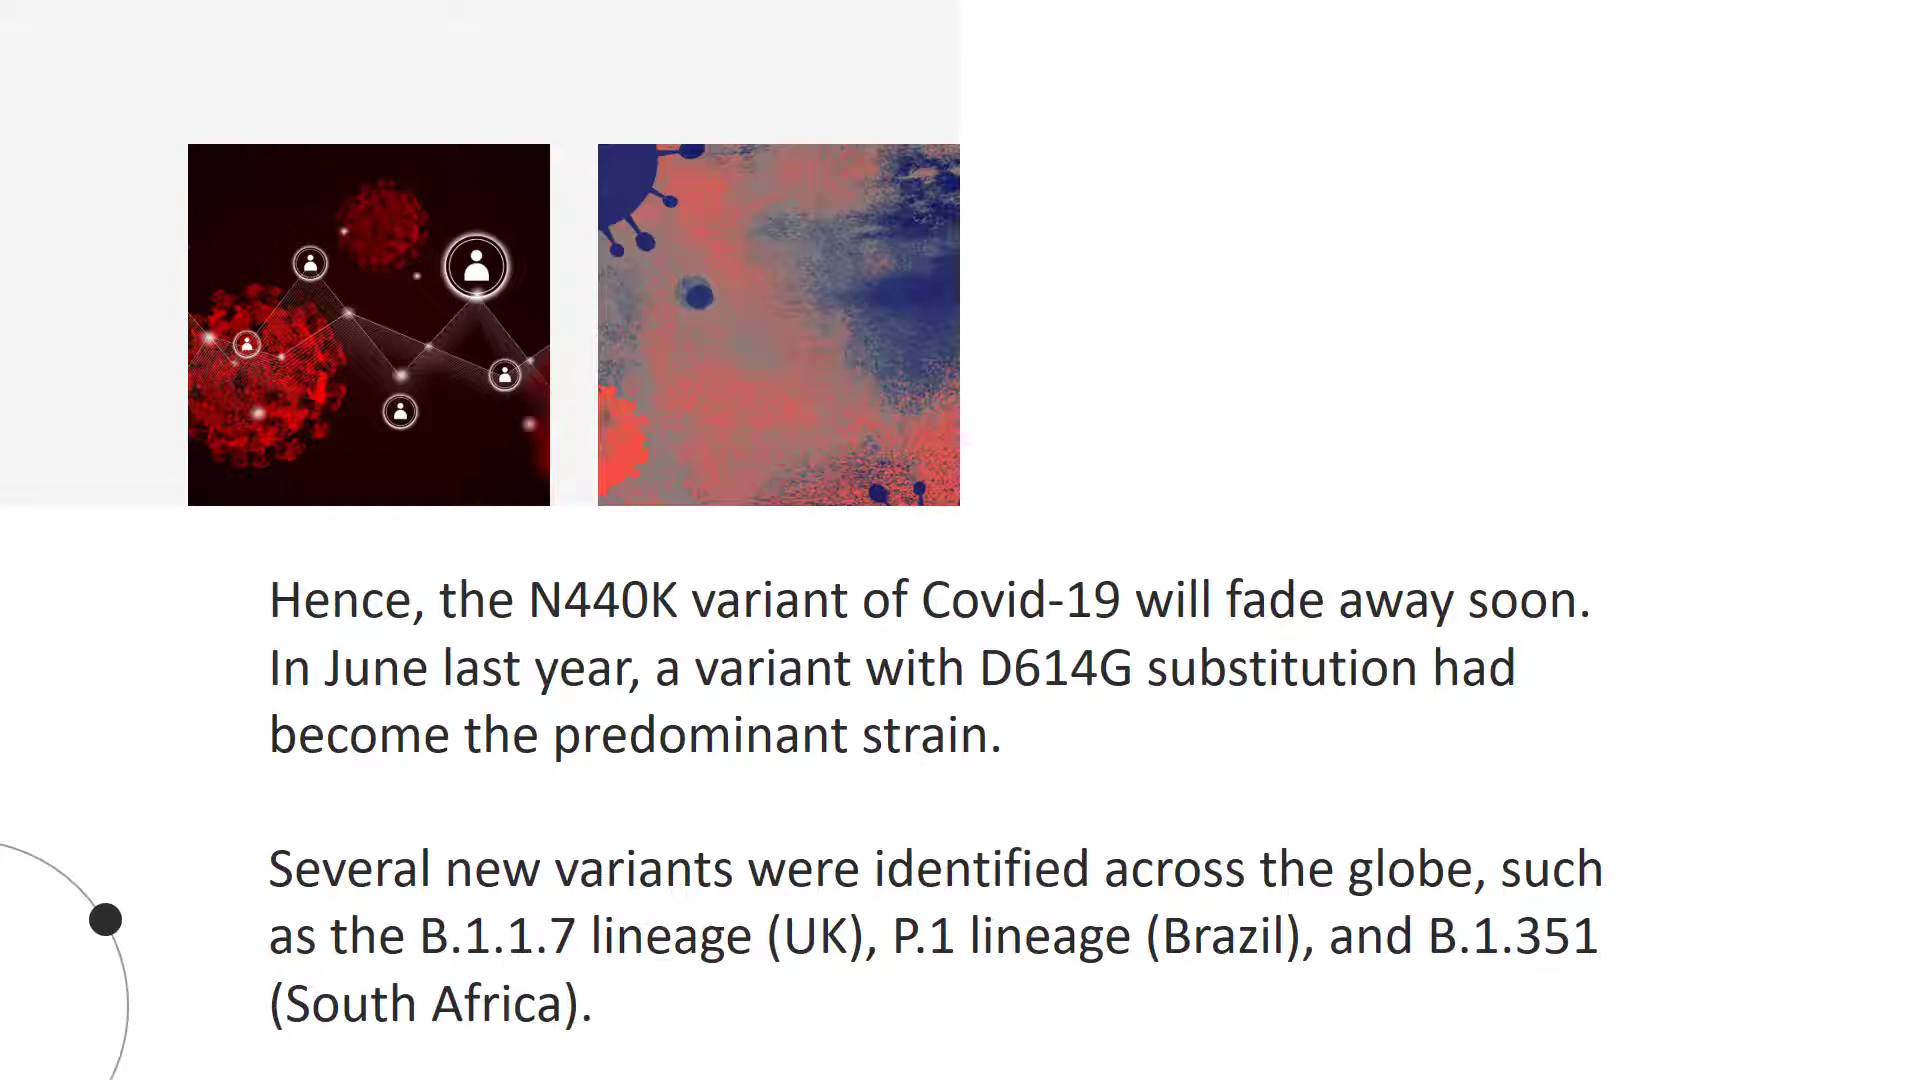 Hence, the N440K variant of Covid-19 will fade away soon.
In June last year, a variant with D614G substitution had
become the predominant strain.
Several new variants were identified across the globe, such
as the B.1.1.7 lineage (UK), P.1 lineage (Brazil), and B.1.351
(South Africa).